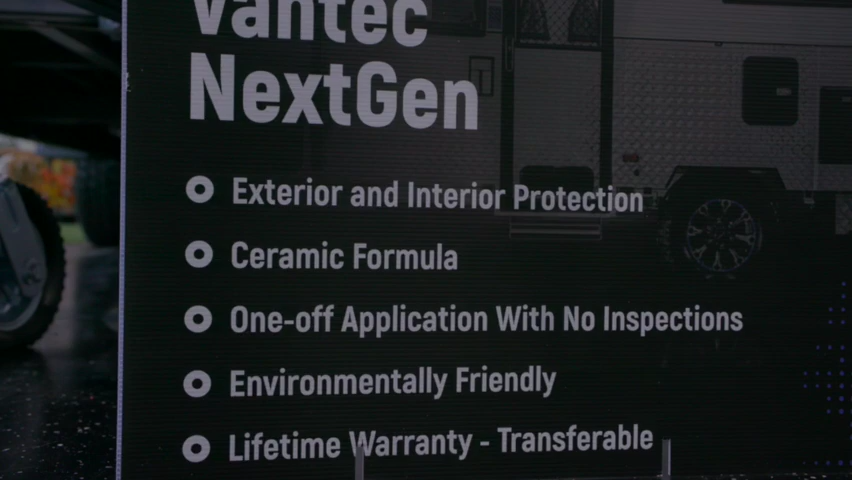 Vantec
NextGen
Exterior and Interior Protection
Ceramic Formula
One-off Application With No Inspections
Environmentally Friendly
Lifetime Warranty - Transferable